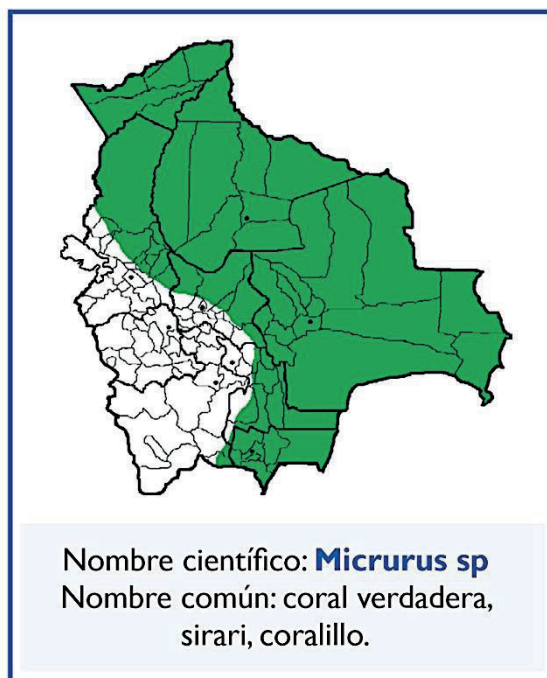 Nombre científico: Micrurus sp
Nombre común: coral verdadera,
sirari, coralillo.